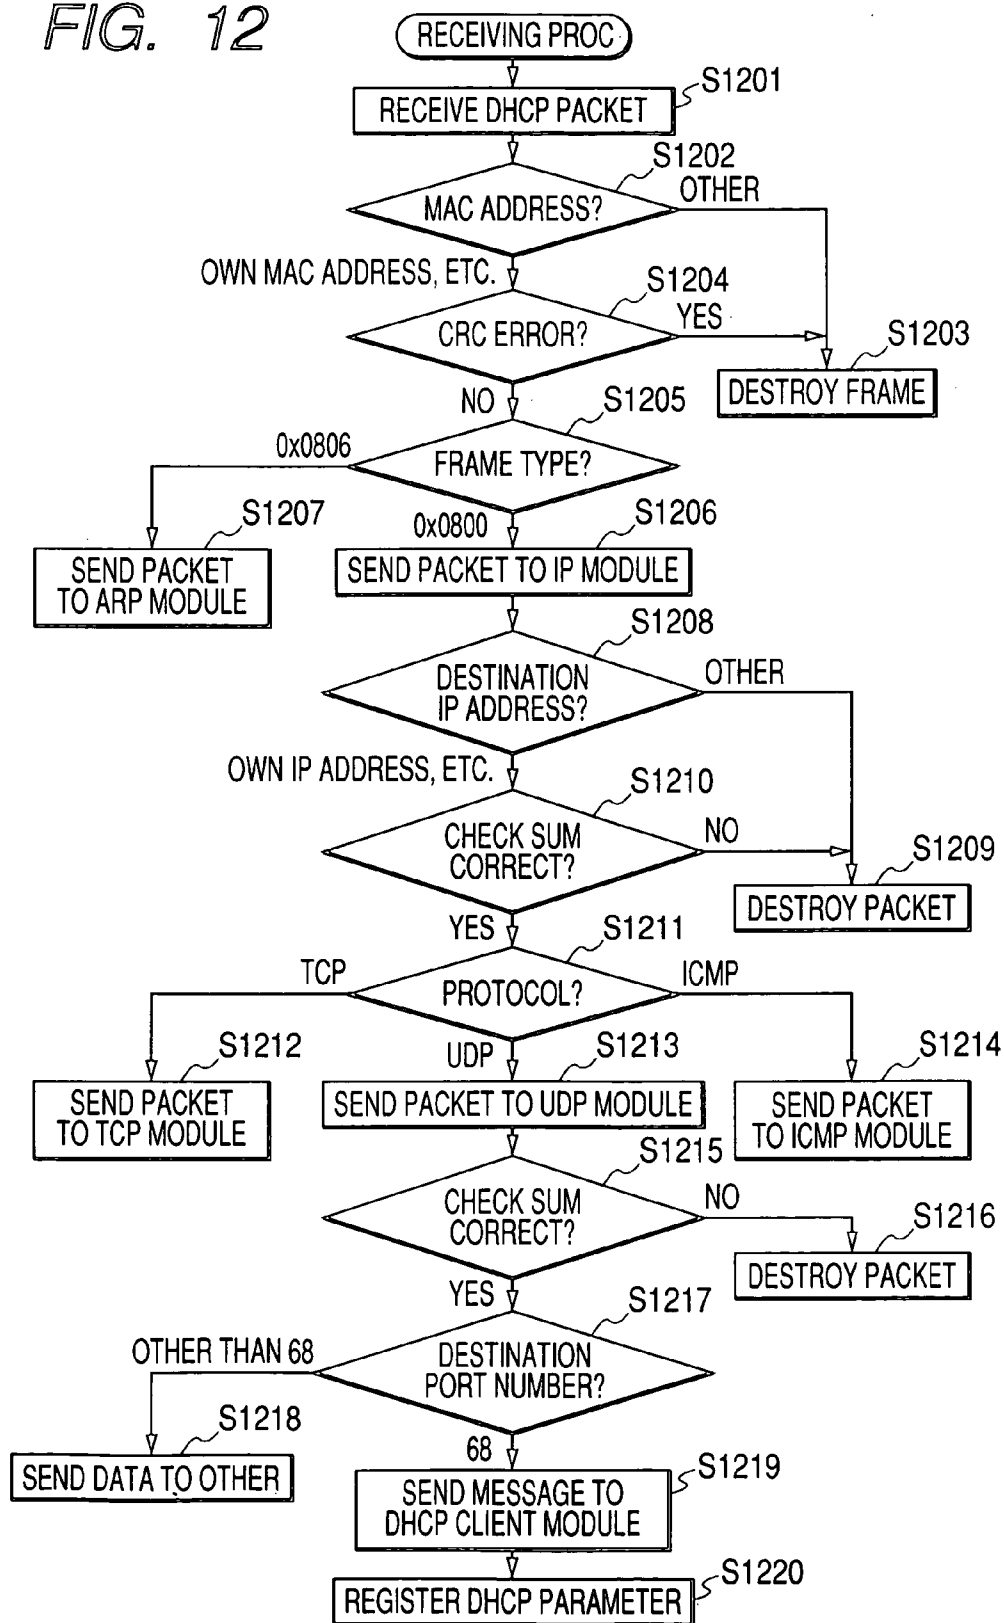 FIG. 12
RECEIVING PROC
S1201
RECEIVE DHCP PACKET
S1202
MAC ADDRESS?
OTHER
OWN MAC ADDRESS, ETC.
S1204
CRC ERROR?
YES
S1203
DESTROY FRAME
NO
S1205
0x0806
FRAME TYPE?
S1207
0x0800
S1206
SEND PACKET
TO ARP MODULE
SEND PACKET TO IP MODULE
S1208
DESTINATION
IP ADDRESS?
OTHER
OWN IP ADDRESS, ETC.
S1210
CHECK SUM
CORRECT?
NO
S1209
DESTROY PACKET
YES
S1211
TCP
PROTOCOL?
ICMP
S1212
UDP
S1213
S1214
SEND PACKET
TO TCP MODULE
SEND PACKET TO UDP MODULE
SEND PACKET
TO ICMP MODULE
S1215
CHECK SUM
CORRECT?
NO
S1216
DESTROY PACKET
YES
S1217
OTHER THAN 68
DESTINATION
PORT NUMBER?
S1218
SEND DATA TO OTHER
68
S1219
SEND MESSAGE TO
DHCP CLIENT MODULE
S1220
REGISTER DHCP PARAMETER